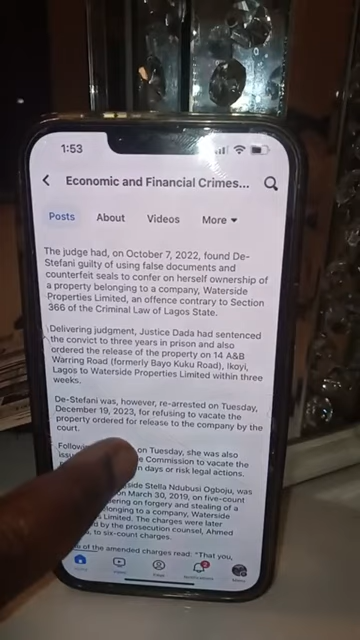 1:53
Economic and Financial Crimes...
Posts About Videos More
The judge had, on October 7, 2022, found De-
Stefani guilty of using false documents and
counterfeit seals to confer on herself ownership of
a property belonging to a company, Waterside
Properties Limited, an offence contrary to Section
366 of the Criminal Law of Lagos State.
Delivering judgment, Justice Dada had sentenced
the convict to three years in prison and also
ordered the release of the property on 14 A&B
Warring Road (formerly Bayo Kuku Road), Ikoyi,
Lagos to Waterside Properties Limited within three
weeks.
De-Stefani was, however, re-arrested on Tuesday,
December 19, 2023, for refusing to vacate the
property ordered for release to the company by the
court.
on Tuesday, she was also
Commission to vacate the
days or risk legal actions.
Stella Ndubusi Ogboju, was
on March 30, 2019, on five-count
forgery and stealing of a
to a company, Waterside
Limited. The charges were later
by the prosecution counsel, Ahmed
to six-count charges.
of the amended charges read: "That you,
Home Video Friends Notifications Menu